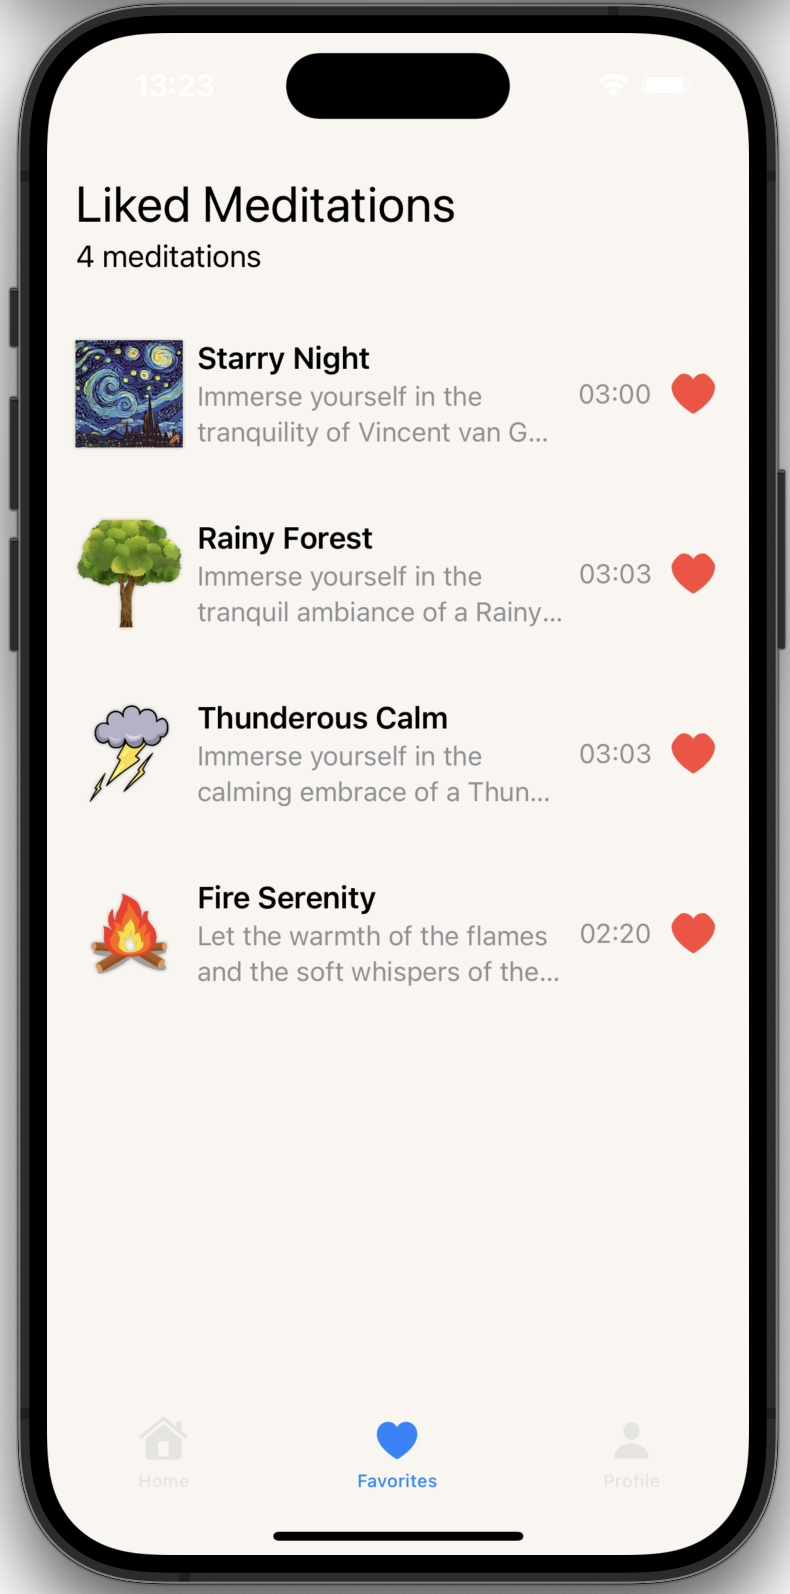 13:23
Liked Meditations
4 meditations
Starry Night
Immerse yourself in the
tranquility of Vincent van G...
03:00
Rainy Forest
Immerse yourself in the
tranquil ambiance of a Rainy...
03:03
Thunderous Calm
Immerse yourself in the
calming embrace of a Thun...
03:03
Fire Serenity
Let the warmth of the flames
and the soft whispers of the...
02:20
Home
Favorites
Profile